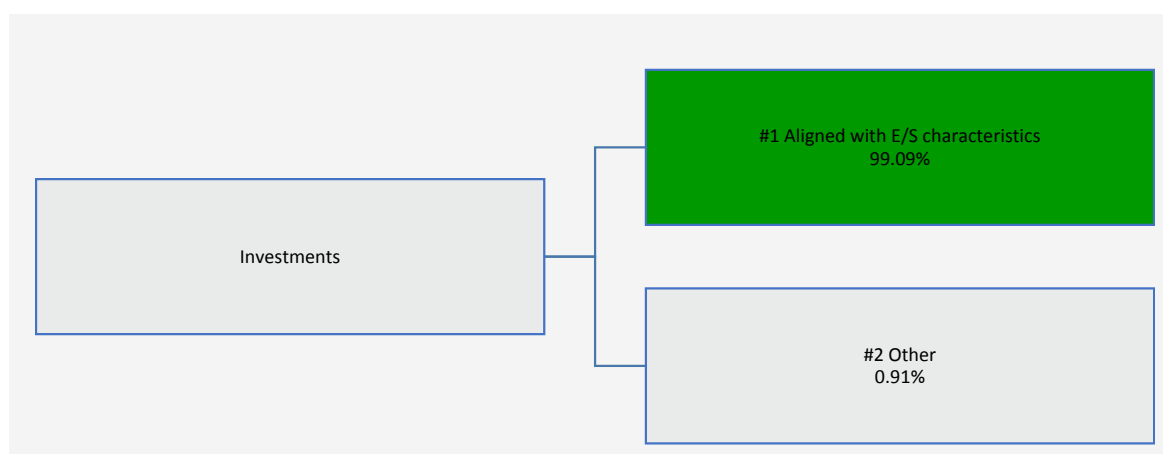 Investments
#1 Aligned with E/S characteristics
99.09%
#2 Other
0.91%